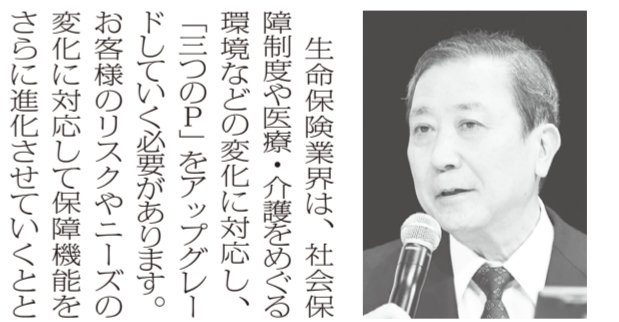 生命保険業界は、社会保
障制度や医療・介護をめぐる
環境などの変化に対応し、
「三つのP」をアップグレー
ドしていく必要があります。
お客様のリスクやニーズの
変化に対応して保障機能を
さらに進化させていくとと